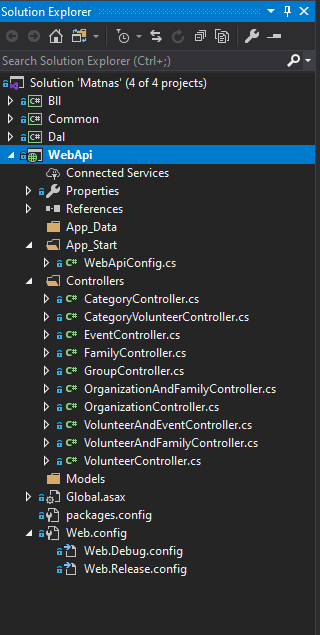 Solution Explorer
Search Solution Explorer (Ctrl+;)
Solution 'Matnas' (4 of 4 projects)
C# Bll
C# Common
C# Dal
WebApi
Connected Services
Properties
References
App_Data
App_Start
C# WebApiConfig.cs
Controllers
C# CategoryController.cs
C# CategoryVolunteerController.cs
C# EventController.cs
C# FamilyController.cs
C# GroupController.cs
C# OrganizationAndFamilyController.cs
C# OrganizationController.cs
C# VolunteerAndEventController.cs
C# VolunteerAndFamilyController.cs
C# VolunteerController.cs
Models
Global.asax
packages.config
Web.config
Web.Debug.config
Web.Release.config